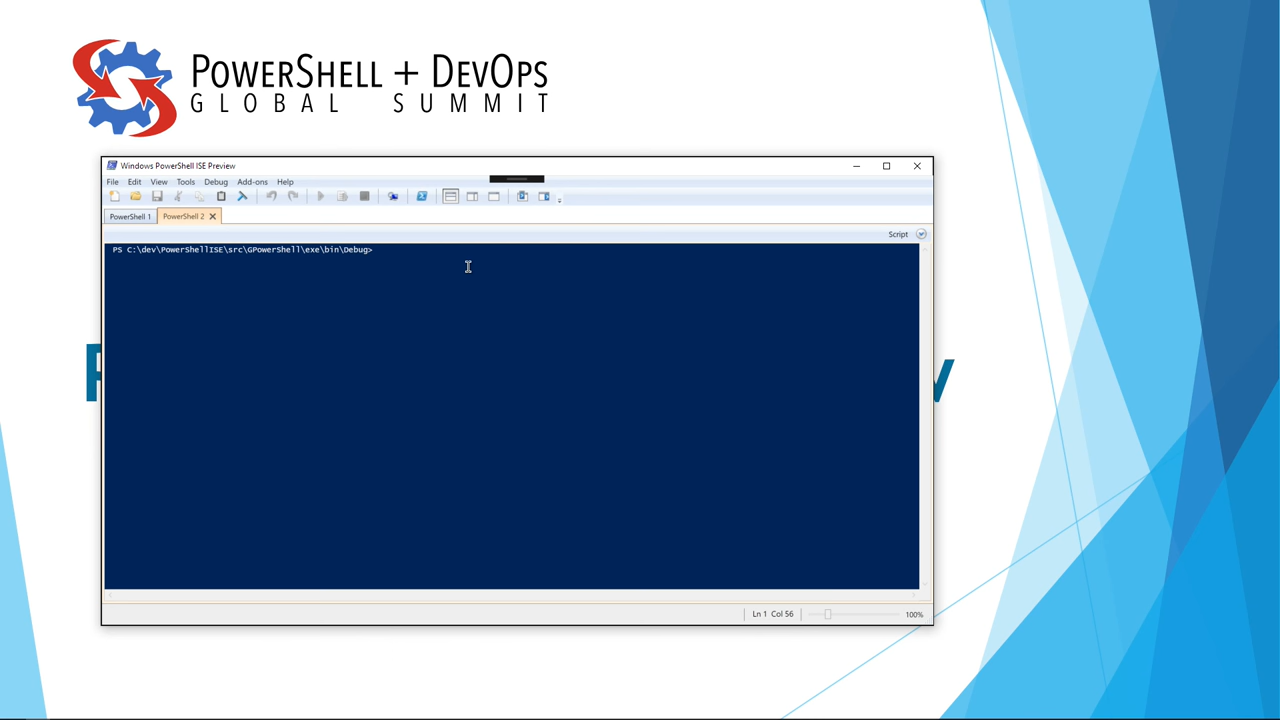 POWERSHELL + DEVOPS
GLOBAL SUMMIT
Windows PowerShell ISE Preview
File Edit View Tools Debug Add-ons Help
PowerShell 1 PowerShell 2
Script
PS C:\dev\PowerShellISE\src\GPowerShell\exe\bin\Debug>
Ln 1 Col 56 100%